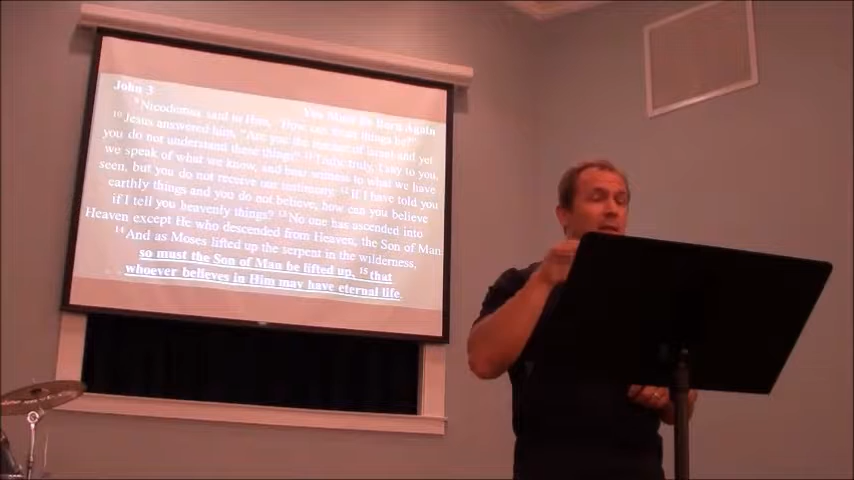 John 3
You Must Be Born Again
⁹Nicodemus said to Him, "How can these things be?"
¹⁰Jesus answered him, "Are you the teacher of Israel and yet
you do not understand these things? ¹¹Truly, truly, I say to you,
we speak of what we know, and bear witness to what we have
seen, but you do not receive our testimony. ¹²If I have told you
earthly things and you do not believe, how can you believe
if I tell you heavenly things? ¹³No one has ascended into
Heaven except He who descended from Heaven, the Son of Man.
¹⁴And as Moses lifted up the serpent in the wilderness,
so must the Son of Man be lifted up, ¹⁵that
whoever believes in Him may have eternal life.